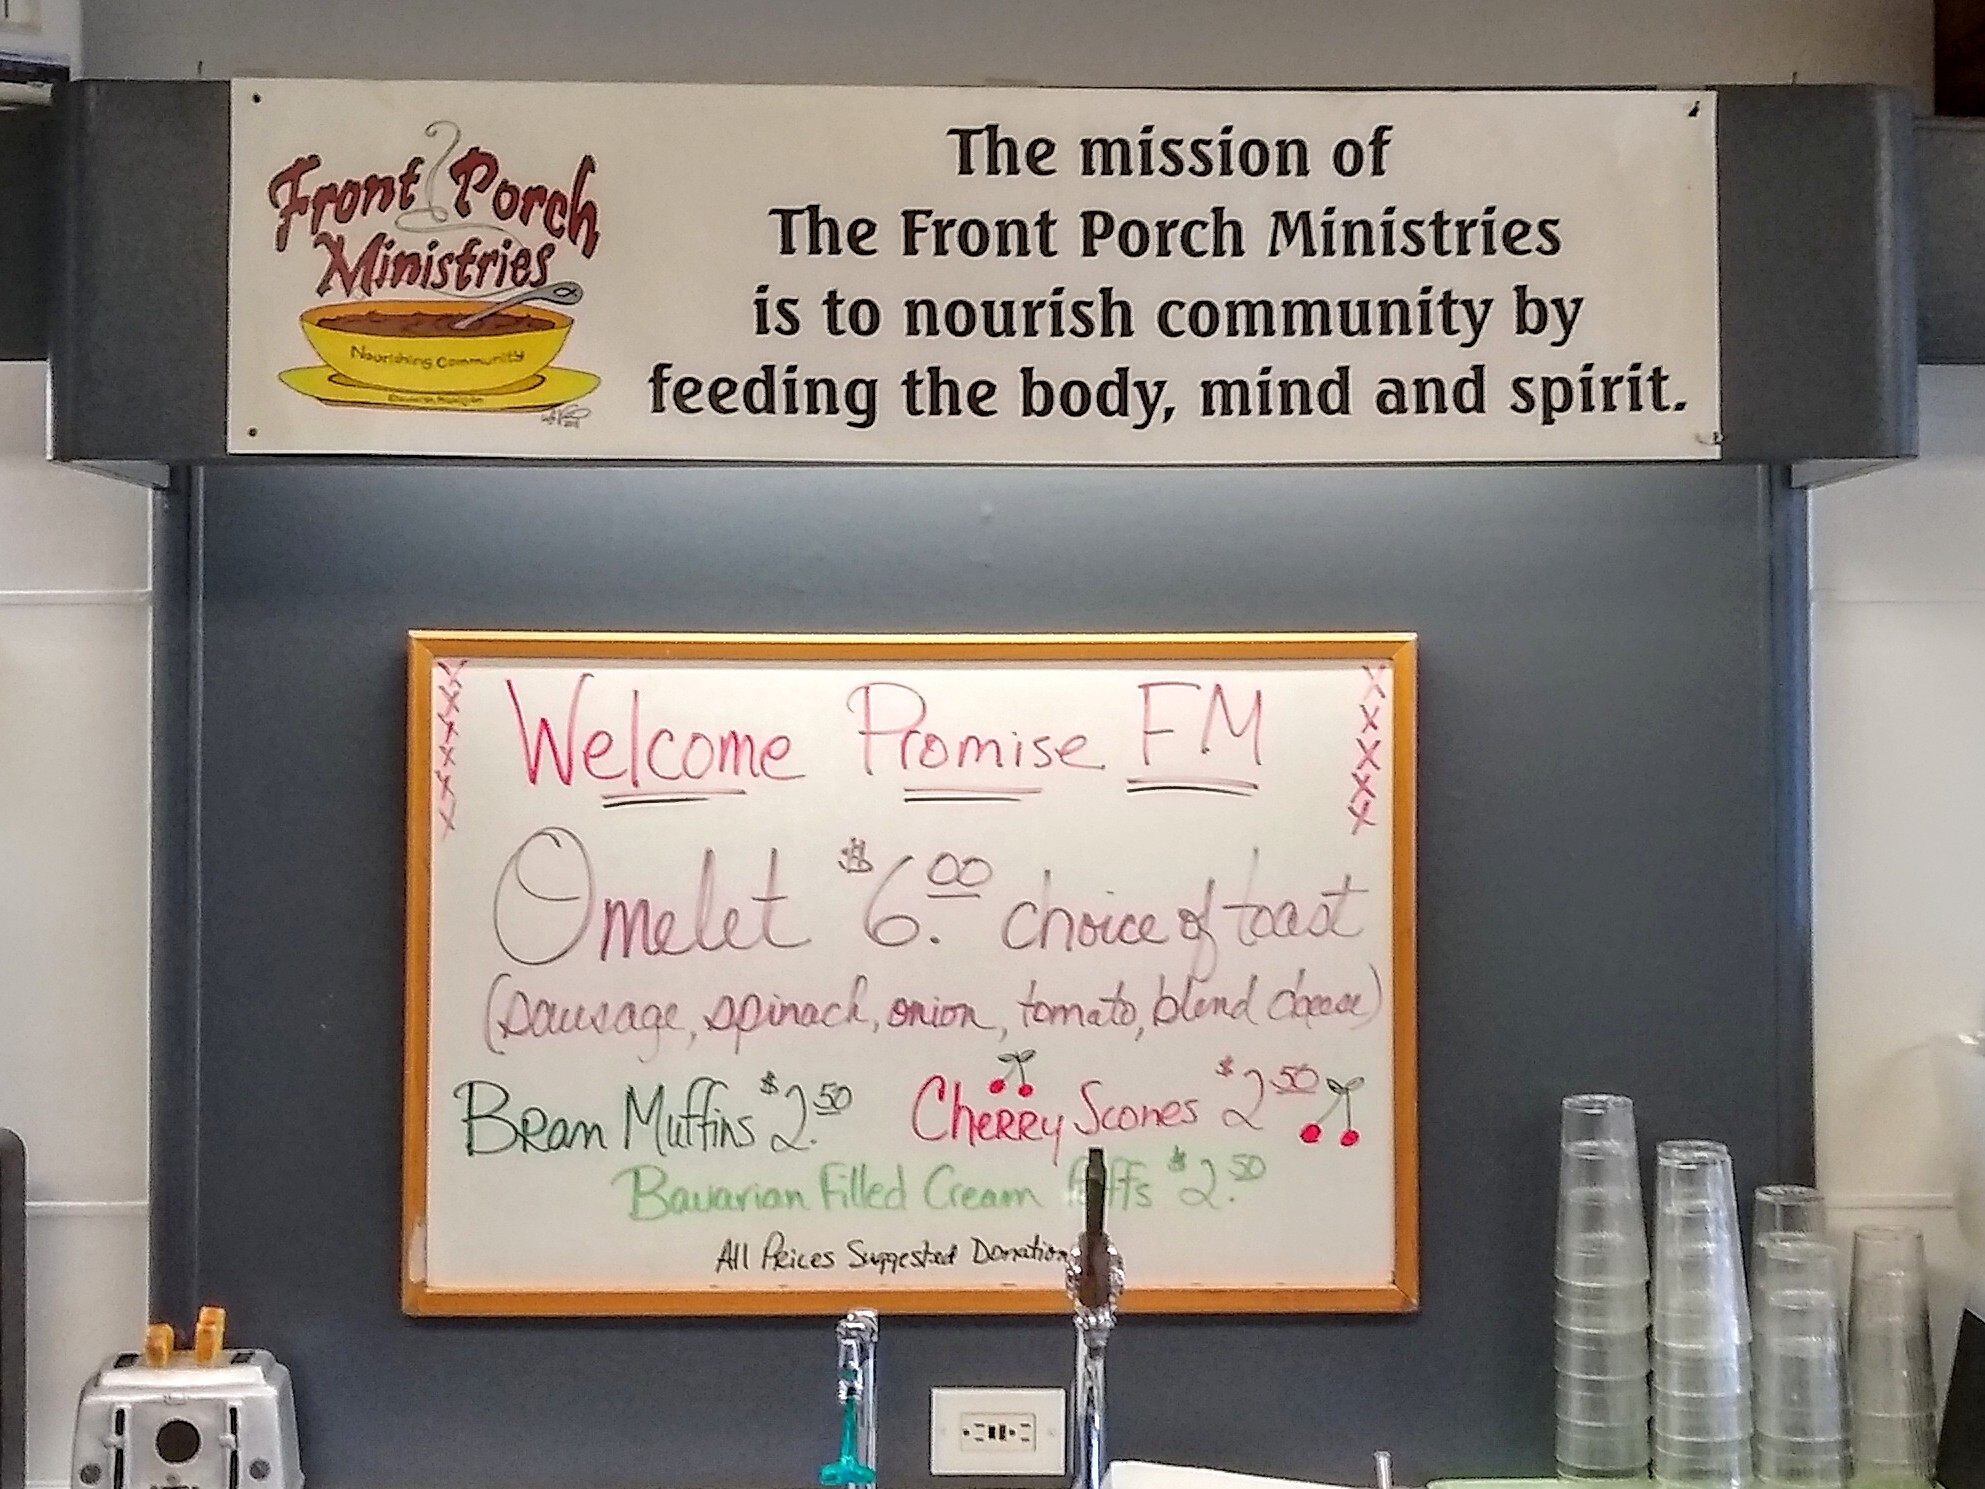 Front Porch
Ministries
Nourishing Community
The mission of
The Front Porch Ministries
is to nourish community by
feeding the body, mind and spirit.
Welcome Promise FM
Omelet $6.00 choice of toast
(sausage, spinach, onion, tomato, blend cheese)
Bran Muffins $2.50 Cherry Scones $2.50
Bavarian Filled Cream Puffs $2.50
All Prices Suggested Donation